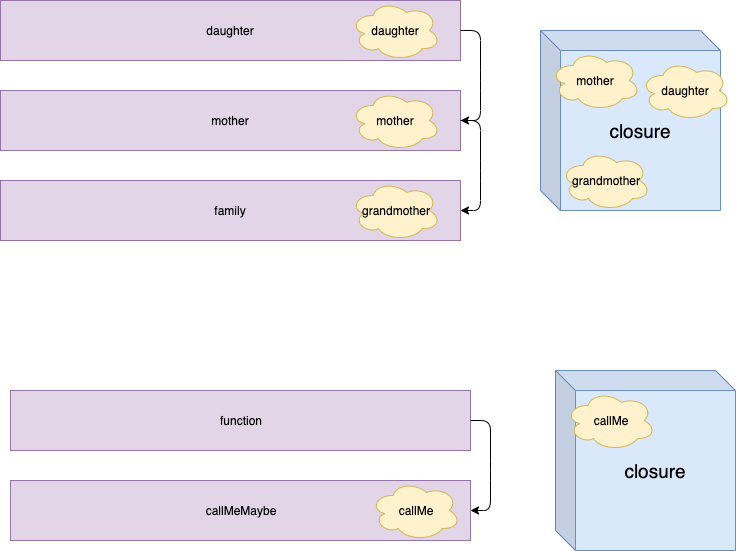 daughter
daughter
mother
mother
family
grandmother
mother
daughter
closure
grandmother
function
callMeMaybe
callMe
callMe
closure